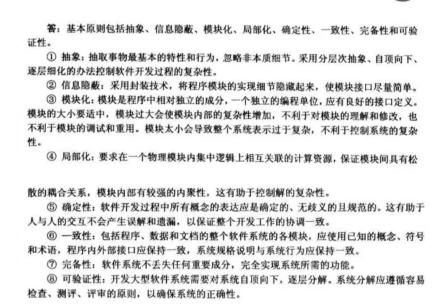 答：基本原则包括抽象、信息隐蔽、模块化、局部化、确定性、一致性、完备性和可验
证性。
① 抽象：抽取事物最基本的特性和行为，忽略非本质细节。采用分层次抽象、自顶向下、
逐层细化的办法控制软件开发过程的复杂性。
② 信息隐蔽：采用封装技术，将程序模块的实现细节隐藏起来，使模块接口尽量简单。
③ 模块化：模块是程序中相对独立的成分，一个独立的编程单位，应有良好的接口定义。
模块的大小要适中，模块过大会使模块内部的复杂性增加，不利于对模块的理解和修改，也
不利于模块的调试和重用。模块太小会导致整个系统表示过于复杂，不利于控制系统的复杂
性。
④ 局部化：要求在一个物理模块内集中逻辑上相互关联的计算资源，保证模块间具有松
散的耦合关系，模块内部有较强的内聚性，这有助于控制解的复杂性。
⑤ 确定性：软件开发过程中所有概念的表达应是确定的、无歧义的且规范的。这有助于
人与人的交互不会产生误解和遗漏，以保证整个开发工作的协调一致。
⑥ 一致性：包括程序、数据和文档的整个软件系统的各模块，应使用已知的概念、符号
和术语，程序内外部接口应保持一致，系统规格说明与系统行为应保持一致。
⑦ 完备性：软件系统不丢失任何重要成分，完全实现系统所需的功能。
⑧ 可验证性：开发大型软件系统需要对系统自顶向下，逐层分解。系统分解应遵循容易
检查、测评、评审的原则，以确保系统的正确性。